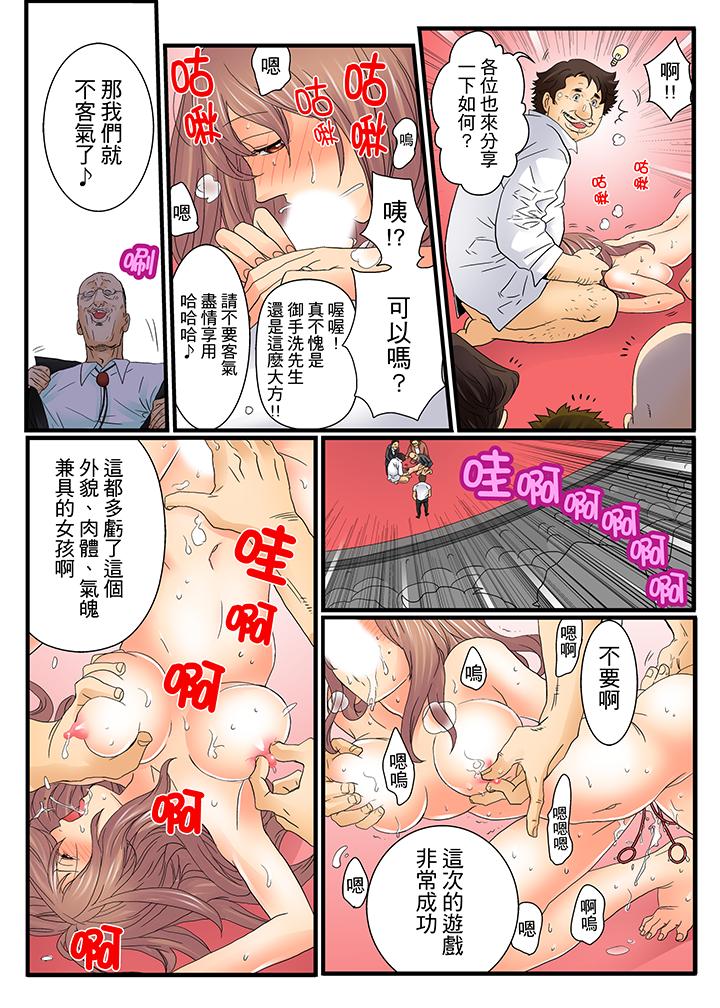 啊!!
各位也來分享
一下如何？
咕
滋
咕
滋
咕
滋
咕
滋
嗯
嗚
嗯
咦!?
可以嗎？
喔喔！
真不愧是
御手洗先生
還是這麼大方!!
請不要客氣
盡情享用
哈哈哈♪
那我們就
不客氣了♪
唰
哇啊啊啊啊啊
不要啊
嗯啊
嗚
嗯嗚
嗯嗯嗯
嗯
啊嗚
嗯
這次的遊戲
非常成功
這都多虧了這個
外貌、肉體、氣魄
兼具的女孩啊
哇啊啊啊啊